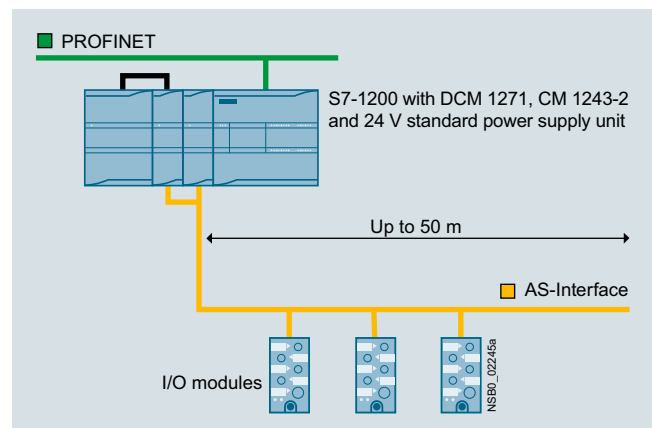 PROFINET
S7-1200 with DCM 1271, CM 1243-2
and 24 V standard power supply unit
Up to 50 m
AS-Interface
I/O modules
NSB0_02245a